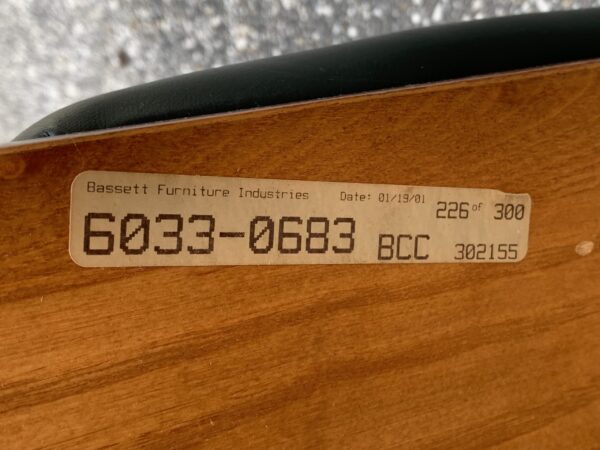 Bassett Furniture Industries Date: 01/19/01
226 of 300
6033-0683 BCC 302155